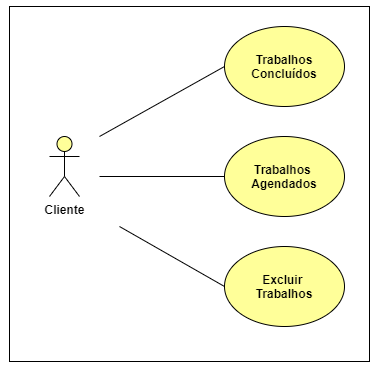 Trabalhos
Concluídos
Trabalhos
Agendados
Cliente
Excluir
Trabalhos